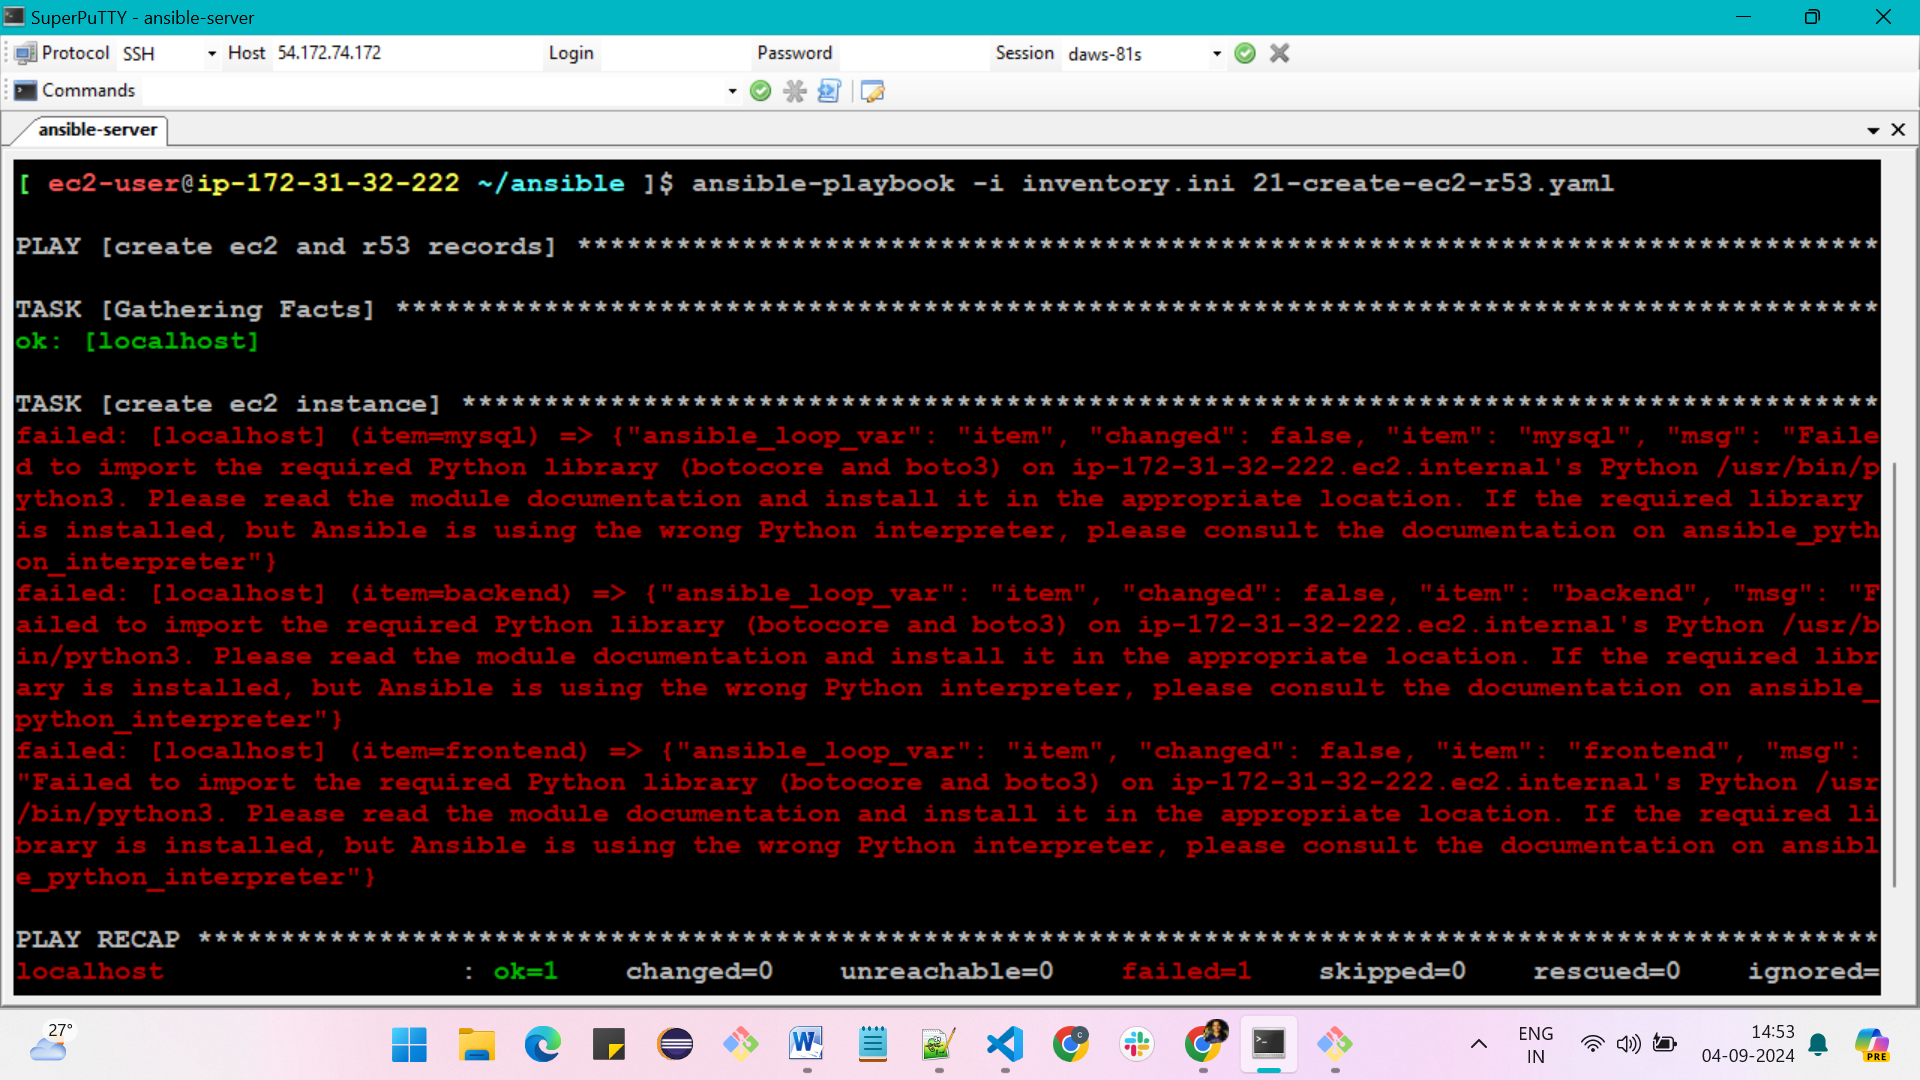 SuperPuTTY - ansible-server
Protocol SSH Host 54.172.74.172 Login Password Session daws-81s
Commands
ansible-server
[ ec2-user@ip-172-31-32-222 ~/ansible ]$ ansible-playbook -i inventory.ini 21-create-ec2-r53.yaml
PLAY [create ec2 and r53 records] *******************************************************************************
TASK [Gathering Facts] ******************************************************************************************
ok: [localhost]
TASK [create ec2 instance] **************************************************************************************
failed: [localhost] (item=mysql) => {"ansible_loop_var": "item", "changed": false, "item": "mysql", "msg": "Faile
d to import the required Python library (botocore and boto3) on ip-172-31-32-222.ec2.internal's Python /usr/bin/p
ython3. Please read the module documentation and install it in the appropriate location. If the required library
is installed, but Ansible is using the wrong Python interpreter, please consult the documentation on ansible_pyth
on_interpreter"}
failed: [localhost] (item=backend) => {"ansible_loop_var": "item", "changed": false, "item": "backend", "msg": "F
ailed to import the required Python library (botocore and boto3) on ip-172-31-32-222.ec2.internal's Python /usr/b
in/python3. Please read the module documentation and install it in the appropriate location. If the required libr
ary is installed, but Ansible is using the wrong Python interpreter, please consult the documentation on ansible_
python_interpreter"}
failed: [localhost] (item=frontend) => {"ansible_loop_var": "item", "changed": false, "item": "frontend", "msg":
"Failed to import the required Python library (botocore and boto3) on ip-172-31-32-222.ec2.internal's Python /usr
/bin/python3. Please read the module documentation and install it in the appropriate location. If the required li
brary is installed, but Ansible is using the wrong Python interpreter, please consult the documentation on ansibl
e_python_interpreter"}
PLAY RECAP ******************************************************************************************************
localhost : ok=1 changed=0 unreachable=0 failed=1 skipped=0 rescued=0 ignored=
27°
ENG
IN
14:53
04-09-2024
PRE